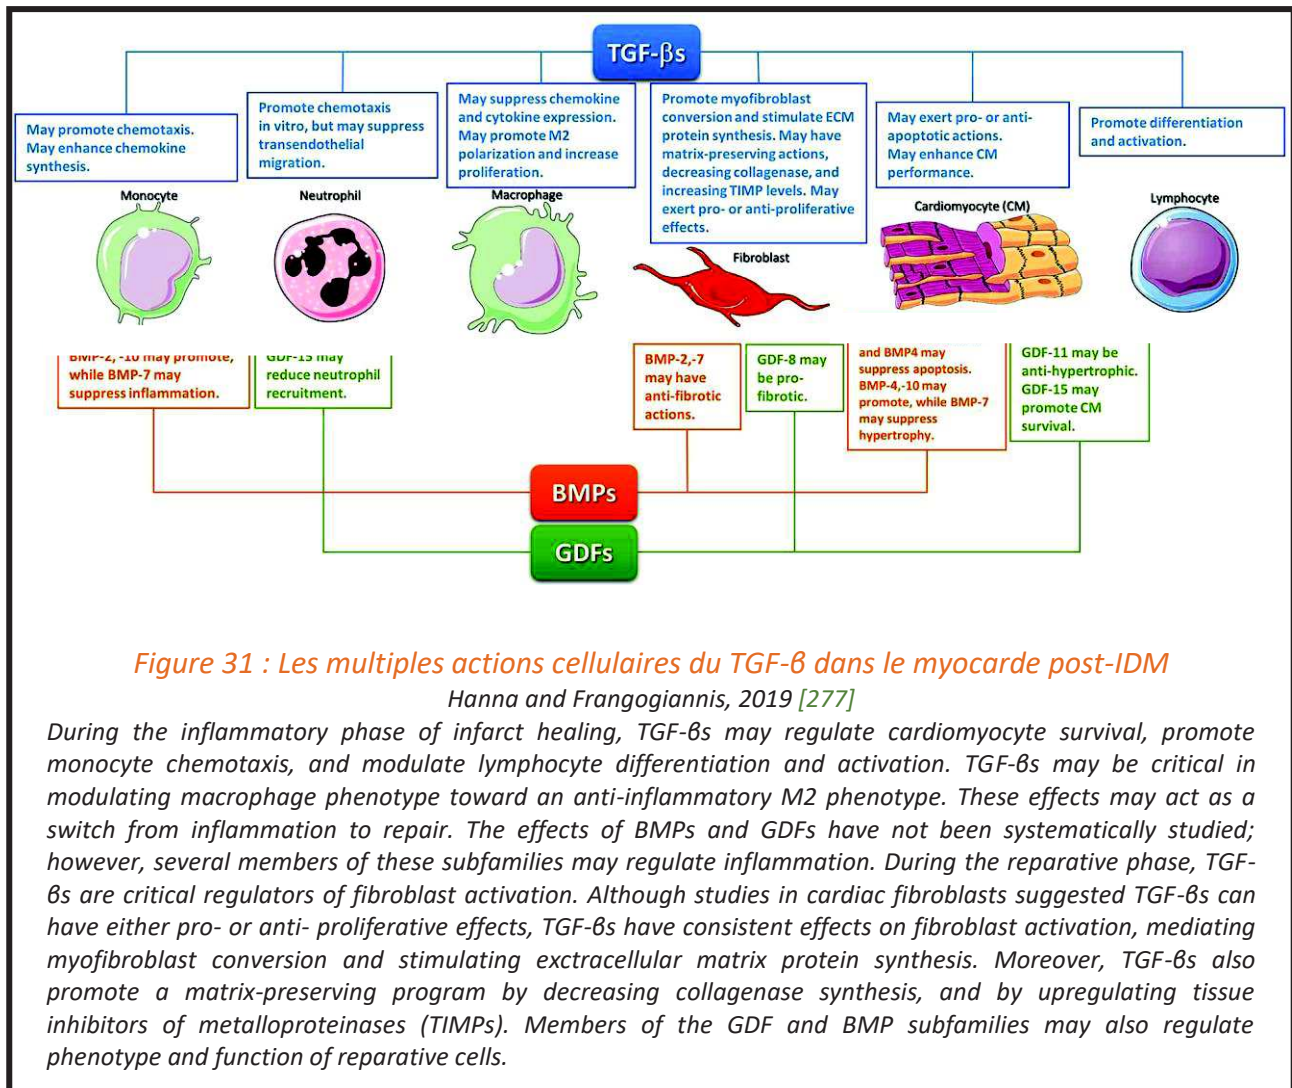 TGF-βs
May promote chemotaxis.
May enhance chemokine
synthesis.
Promote chemotaxis
in vitro, but may suppress
transendothelial
migration.
May suppress chemokine
and cytokine expression.
May promote M2
polarization and increase
proliferation.
Promote myofibroblast
conversion and stimulate ECM
protein synthesis. May have
matrix-preserving actions,
decreasing collagenase, and
increasing TIMP levels. May
exert pro- or anti-proliferative
effects.
May exert pro- or anti-
apoptotic actions.
May enhance CM
performance.
Promote differentiation
and activation.
Monocyte
Neutrophil
Macrophage
Fibroblast
Cardiomyocyte (CM)
Lymphocyte
BMP-2,-10 may promote,
while BMP-7 may
suppress inflammation.
GDF-15 may
reduce neutrophil
recruitment.
BMP-2,-7
may have
anti-fibrotic
actions.
GDF-8 may
be pro-
fibrotic.
and BMP4 may
suppress apoptosis.
BMP-4,-10 may
promote, while BMP-7
may suppress
hypertrophy.
GDF-11 may be
anti-hypertrophic.
GDF-15 may
promote CM
survival.
BMPs
GDFs
Figure 31 : Les multiples actions cellulaires du TGF-β dans le myocarde post-IDM
Hanna and Frangogiannis, 2019 [277]
During the inflammatory phase of infarct healing, TGF-βs may regulate cardiomyocyte survival, promote
monocyte chemotaxis, and modulate lymphocyte differentiation and activation. TGF-βs may be critical in
modulating macrophage phenotype toward an anti-inflammatory M2 phenotype. These effects may act as a
switch from inflammation to repair. The effects of BMPs and GDFs have not been systematically studied;
however, several members of these subfamilies may regulate inflammation. During the reparative phase, TGF-
βs are critical regulators of fibroblast activation. Although studies in cardiac fibroblasts suggested TGF-βs can
have either pro- or anti- proliferative effects, TGF-βs have consistent effects on fibroblast activation, mediating
myofibroblast conversion and stimulating exctracellular matrix protein synthesis. Moreover, TGF-βs also
promote a matrix-preserving program by decreasing collagenase synthesis, and by upregulating tissue
inhibitors of metalloproteinases (TIMPs). Members of the GDF and BMP subfamilies may also regulate
phenotype and function of reparative cells.